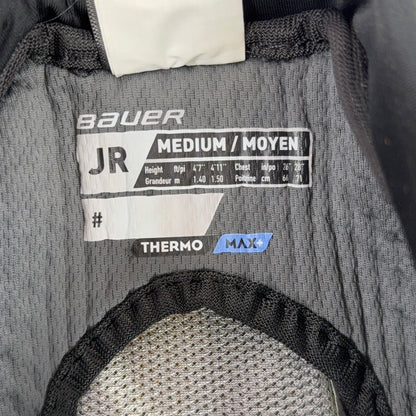 BAUER
JR MEDIUM / MOYEN
Height ft/pi 4'7" 4'11" Chest in/po 26" 28"
Grandeur m 1.40 1.50 Poitrine cm 66 71
#
THERMO MAX+